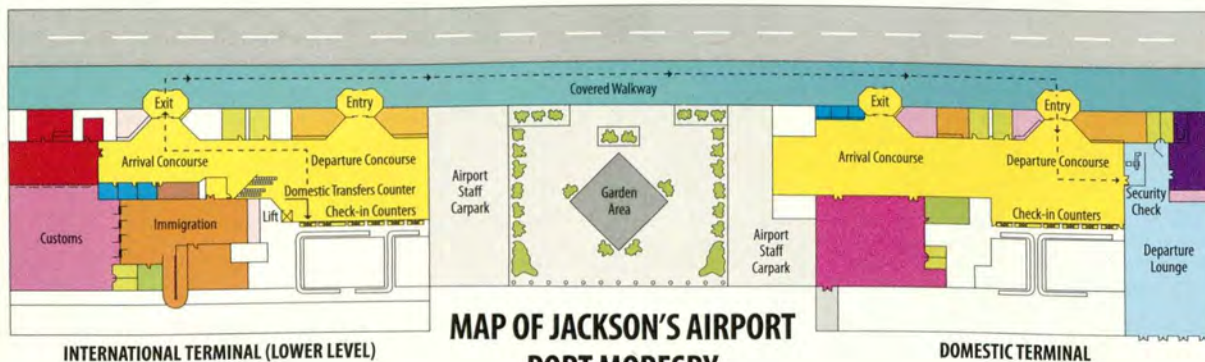 Covered Walkway
Exit
Entry
Exit
Entry
Arrival Concourse
Departure Concourse
Domestic Transfers Counter
Lift
Check-in Counters
Immigration
Customs
Airport
Staff
Carpark
Garden
Area
Airport
Staff
Carpark
Arrival Concourse
Departure Concourse
Check-in Counters
Security
Check
Departure
Lounge
INTERNATIONAL TERMINAL (LOWER LEVEL)
MAP OF JACKSON'S AIRPORT
PORT MORESBY
DOMESTIC TERMINAL